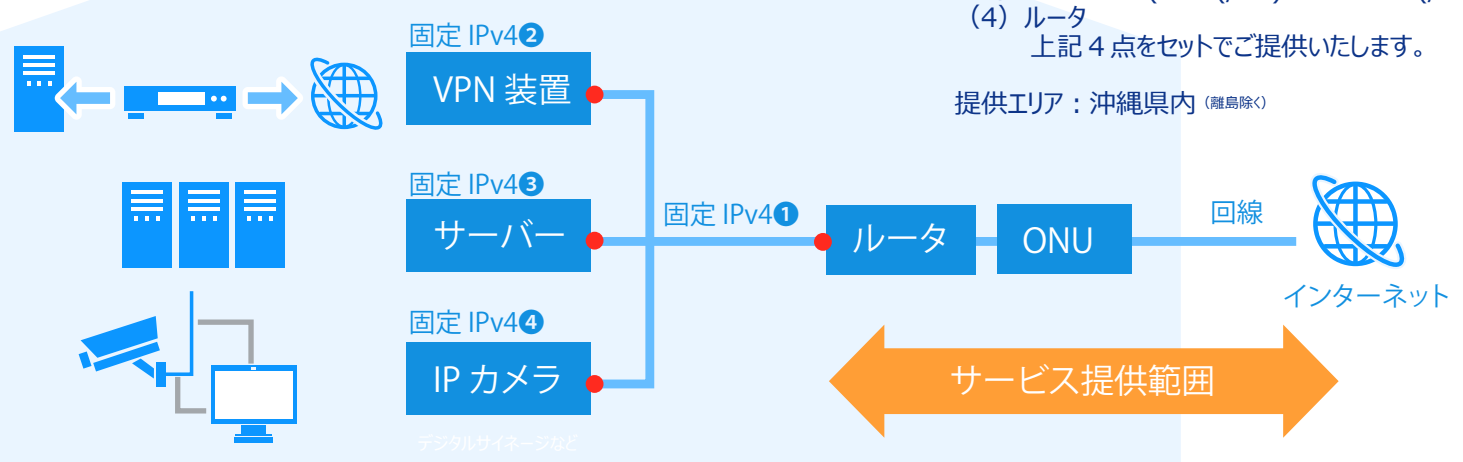 （4）ルータ
上記４点をセットでご提供いたします。
提供エリア：沖縄県内（離島除く）
固定 IPv4❷
VPN 装置
固定 IPv4❸
サーバー
固定 IPv4❶
ルータ
ONU
回線
インターネット
固定 IPv4❹
IP カメラ
デジタルサイネージなど
サービス提供範囲